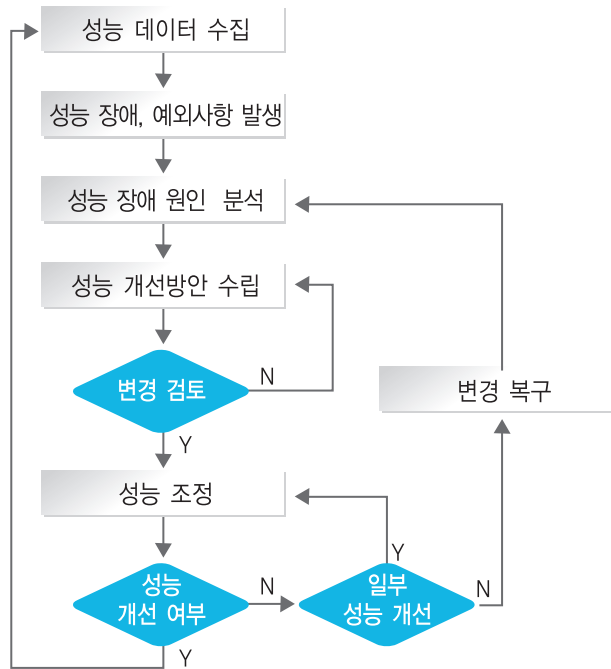 성능 데이터 수집
성능 장애, 예외사항 발생
성능 장애 원인 분석
성능 개선방안 수립
변경 검토
N
Y
변경 복구
성능 조정
성능
개선 여부
N
Y
일부
성능 개선
Y
N